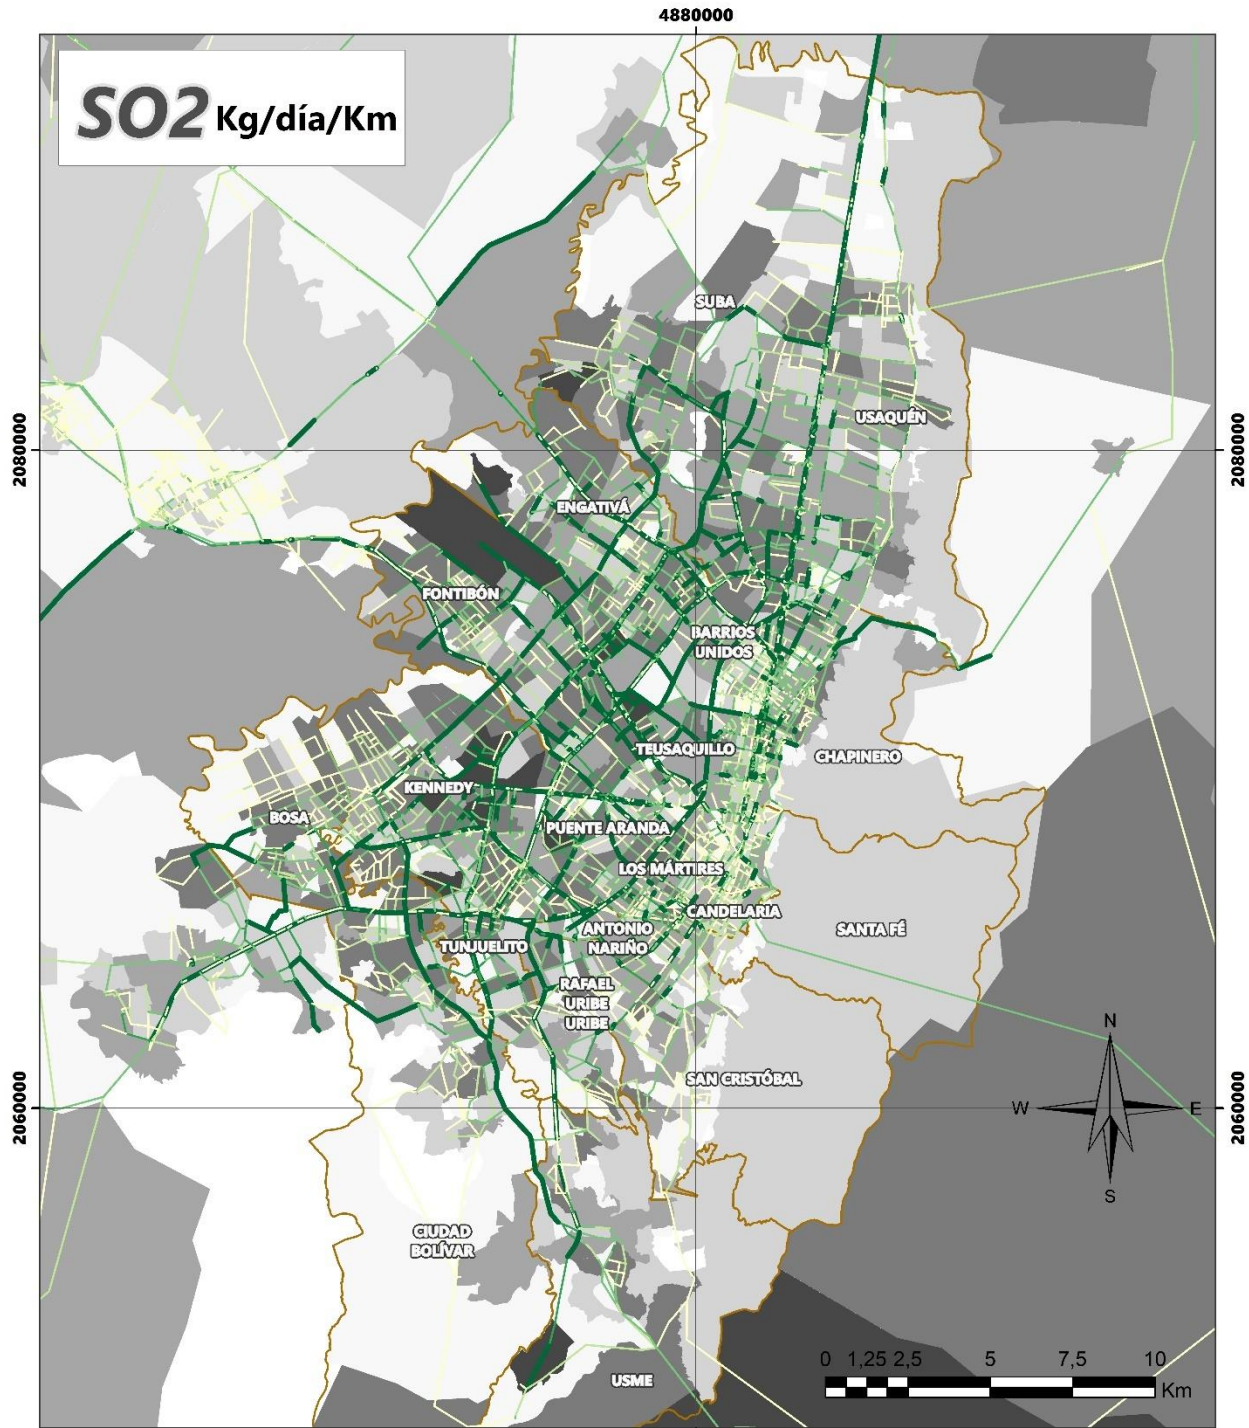 4880000
SO2 Kg/día/Km
SUBA
USAQUÉN
2080000
2080000
ENGATIVÁ
FONTIBÓN
BARRIOS
UNIDOS
TEUSAQUILLO
CHAPINERO
KENNEDY
BOSA
PUENTE ARANDA
LOS MÁRTIRES
CANDELARIA
SANTA FÉ
ANTONIO
NARIÑO
TUNJUELITO
RAFAEL
URIBE
URIBE
SAN CRISTÓBAL
N
W
E
S
2060000
2060000
CIUDAD
BOLÍVAR
USME
0 1,25 2,5 5 7,5 10
Km